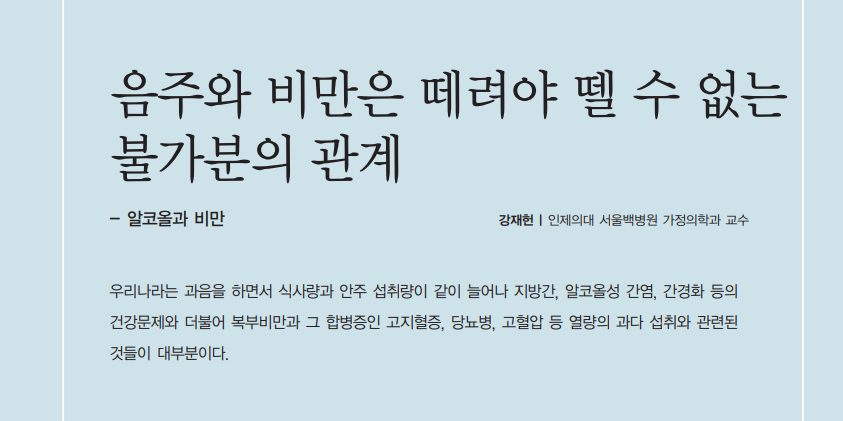 음주와 비만은 떼려야 뗄 수 없는
불가분의 관계
– 알코올과 비만
강재헌 | 인제의대 서울백병원 가정의학과 교수
우리나라는 과음을 하면서 식사량과 안주 섭취량이 같이 늘어나 지방간, 알코올성 간염, 간경화 등의
건강문제와 더불어 복부비만과 그 합병증인 고지혈증, 당뇨병, 고혈압 등 열량의 과다 섭취와 관련된
것들이 대부분이다.